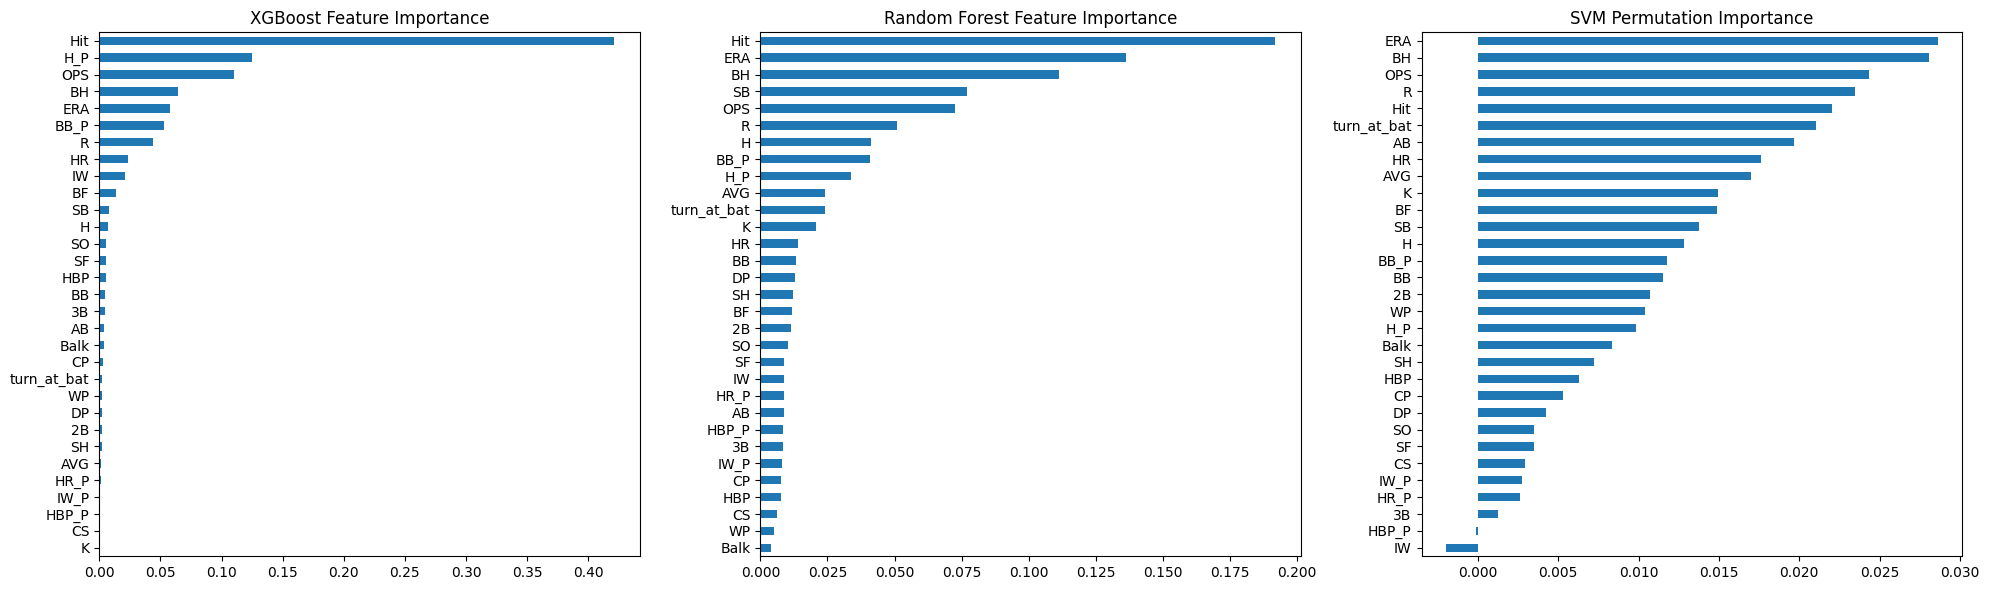 XGBoost Feature Importance
Hit
H_P
OPS
BH
ERA
BB_P
R
HR
IW
BF
SB
H
SO
SF
HBP
BB
3B
AB
Balk
CP
turn_at_bat
WP
DP
2B
SH
AVG
HR_P
IW_P
HBP_P
CS
K
0.00 0.05 0.10 0.15 0.20 0.25 0.30 0.35 0.40
Random Forest Feature Importance
Hit
ERA
BH
SB
OPS
R
H
BB_P
H_P
AVG
turn_at_bat
K
HR
BB
DP
SH
BF
2B
SO
SF
IW
HR_P
AB
HBP_P
3B
IW_P
CP
HBP
CS
WP
Balk
0.000 0.025 0.050 0.075 0.100 0.125 0.150 0.175 0.200
SVM Permutation Importance
ERA
BH
OPS
R
Hit
turn_at_bat
AB
HR
AVG
K
BF
SB
H
BB_P
BB
2B
WP
H_P
Balk
SH
HBP
CP
DP
SO
SF
CS
IW_P
HR_P
3B
HBP_P
IW
0.000 0.005 0.010 0.015 0.020 0.025 0.030